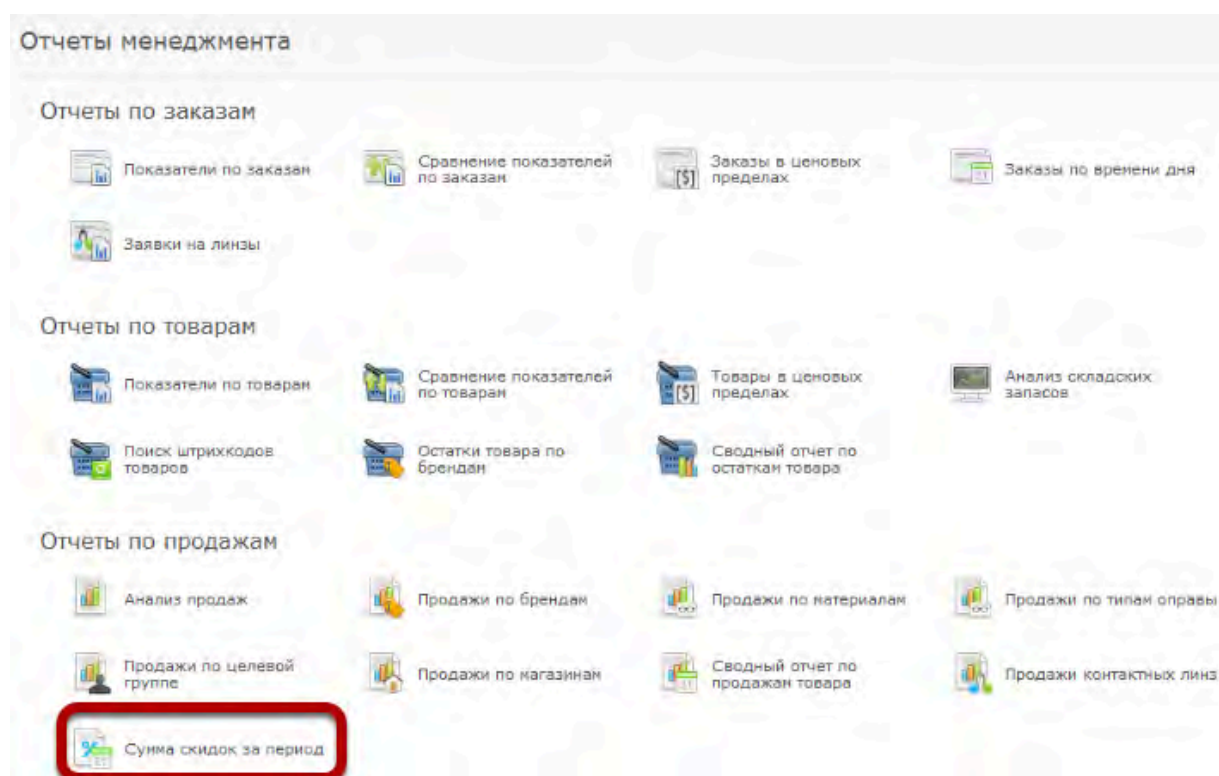 Отчеты менеджмента
Отчеты по заказам
Показатели по заказам
Сравнение показателей
по заказам
Заказы в ценовых
пределах
Заказы по времени дня
Заявки на линзы
Отчеты по товарам
Показатели по товарам
Сравнение показателей
по товарам
Товары в ценовых
пределах
Анализ складских
запасов
Поиск штрихкодов
товаров
Остатки товара по
брендам
Сводный отчет по
остаткам товара
Отчеты по продажам
Анализ продаж
Продажи по брендам
Продажи по материалам
Продажи по типам оправы
Продажи по целевой
группе
Продажи по магазинам
Сводный отчет по
продажам товара
Продажи контактных линз
Сумма скидок за период